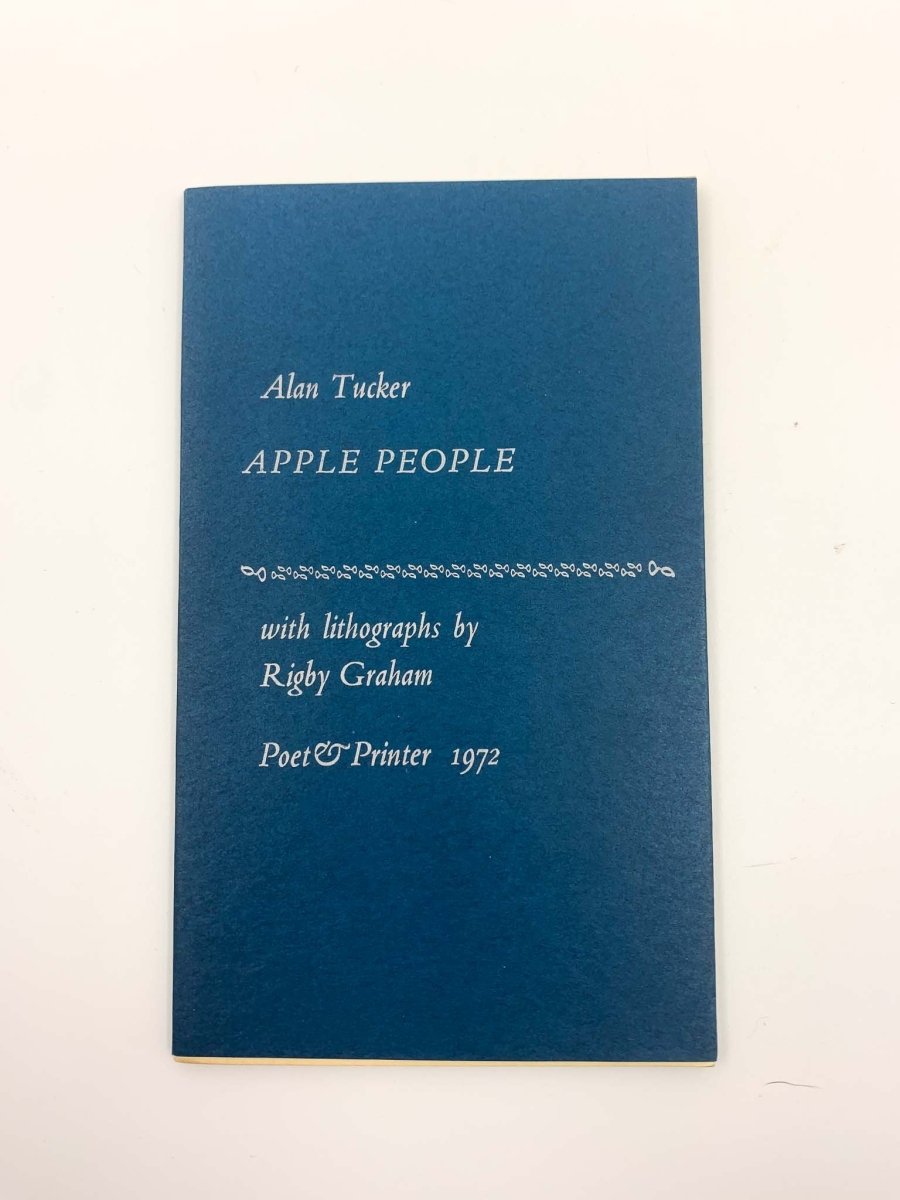 Alan Tucker
APPLE PEOPLE
with lithographs by
Rigby Graham
Poet & Printer 1972